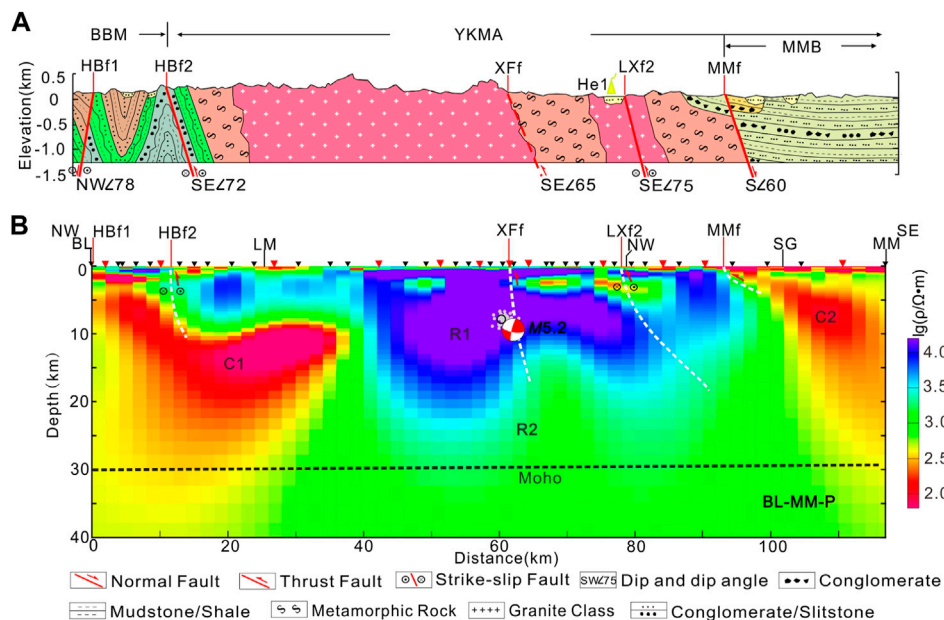 A
BBM YKMA MMB
HBf1 HBf2 XFf He1 LXf2 MMf
Elevation(km)
0.5
0
-0.5
-1.0
-1.5
NW∠78 SE∠72 SE∠65 SE∠75 S∠60
B
NW HBf1 HBf2 XFf LXf2 MMf SE
BL LM NW SG MM
Depth(km)
0
10
20
30
40
C1 R1 M5.2 R2 C2
Moho
BL-MM-P
lg(ρ/Ω•m)
4.0
3.5
3.0
2.5
2.0
0 20 40 60 80 100
Distance(km)
Normal Fault Thrust Fault Strike-slip Fault SW∠75 Dip and dip angle Conglomerate
Mudstone/Shale Metamorphic Rock Granite Class Conglomerate/Slitstone